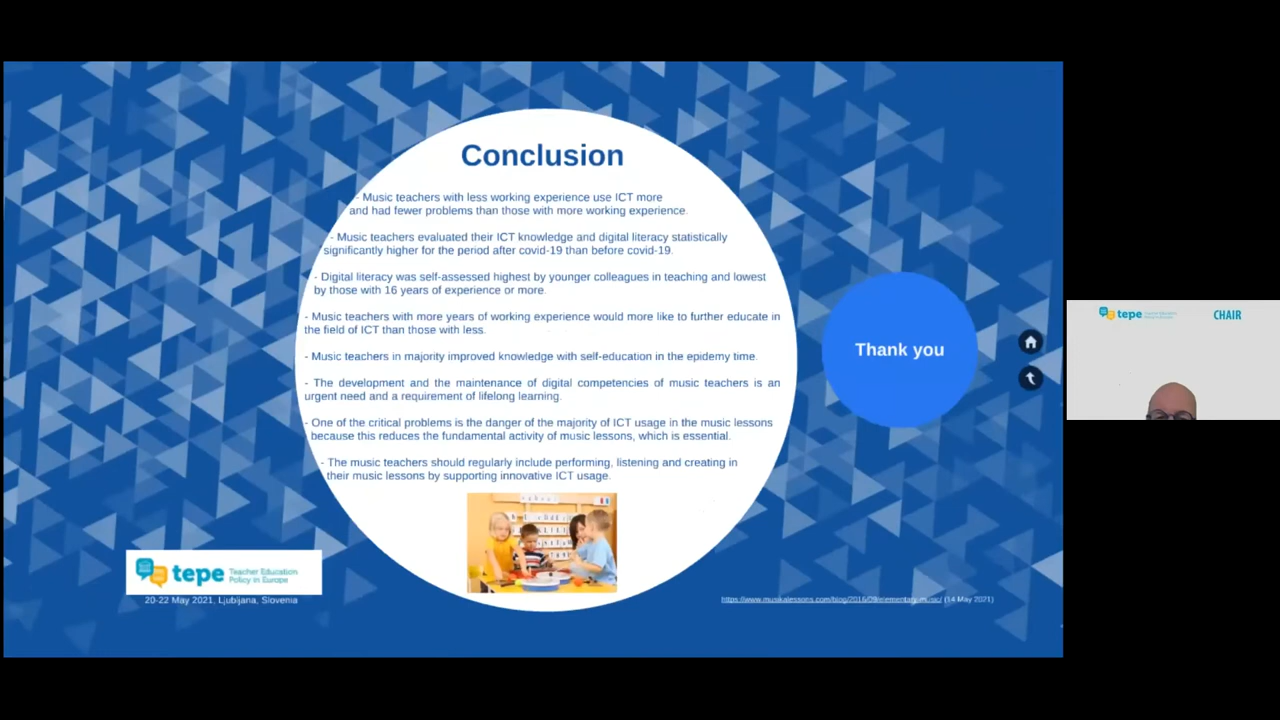 Conclusion
- Music teachers with less working experience use ICT more
and had fewer problems than those with more working experience.
- Music teachers evaluated their ICT knowledge and digital literacy statistically
significantly higher for the period after covid-19 than before covid-19.
- Digital literacy was self-assessed highest by younger colleagues in teaching and lowest
by those with 16 years of experience or more.
- Music teachers with more years of working experience would more like to further educate in
the field of ICT than those with less.
- Music teachers in majority improved knowledge with self-education in the epidemy time.
- The development and the maintenance of digital competencies of music teachers is an
urgent need and a requirement of lifelong learning.
- One of the critical problems is the danger of the majority of ICT usage in the music lessons
because this reduces the fundamental activity of music lessons, which is essential.
- The music teachers should regularly include performing, listening and creating in
their music lessons by supporting innovative ICT usage.
Thank you
tepe
Teacher Education
Policy in Europe
20-22 May 2021, Ljubljana, Slovenia
(14 May 2021)
tepe
CHAIR